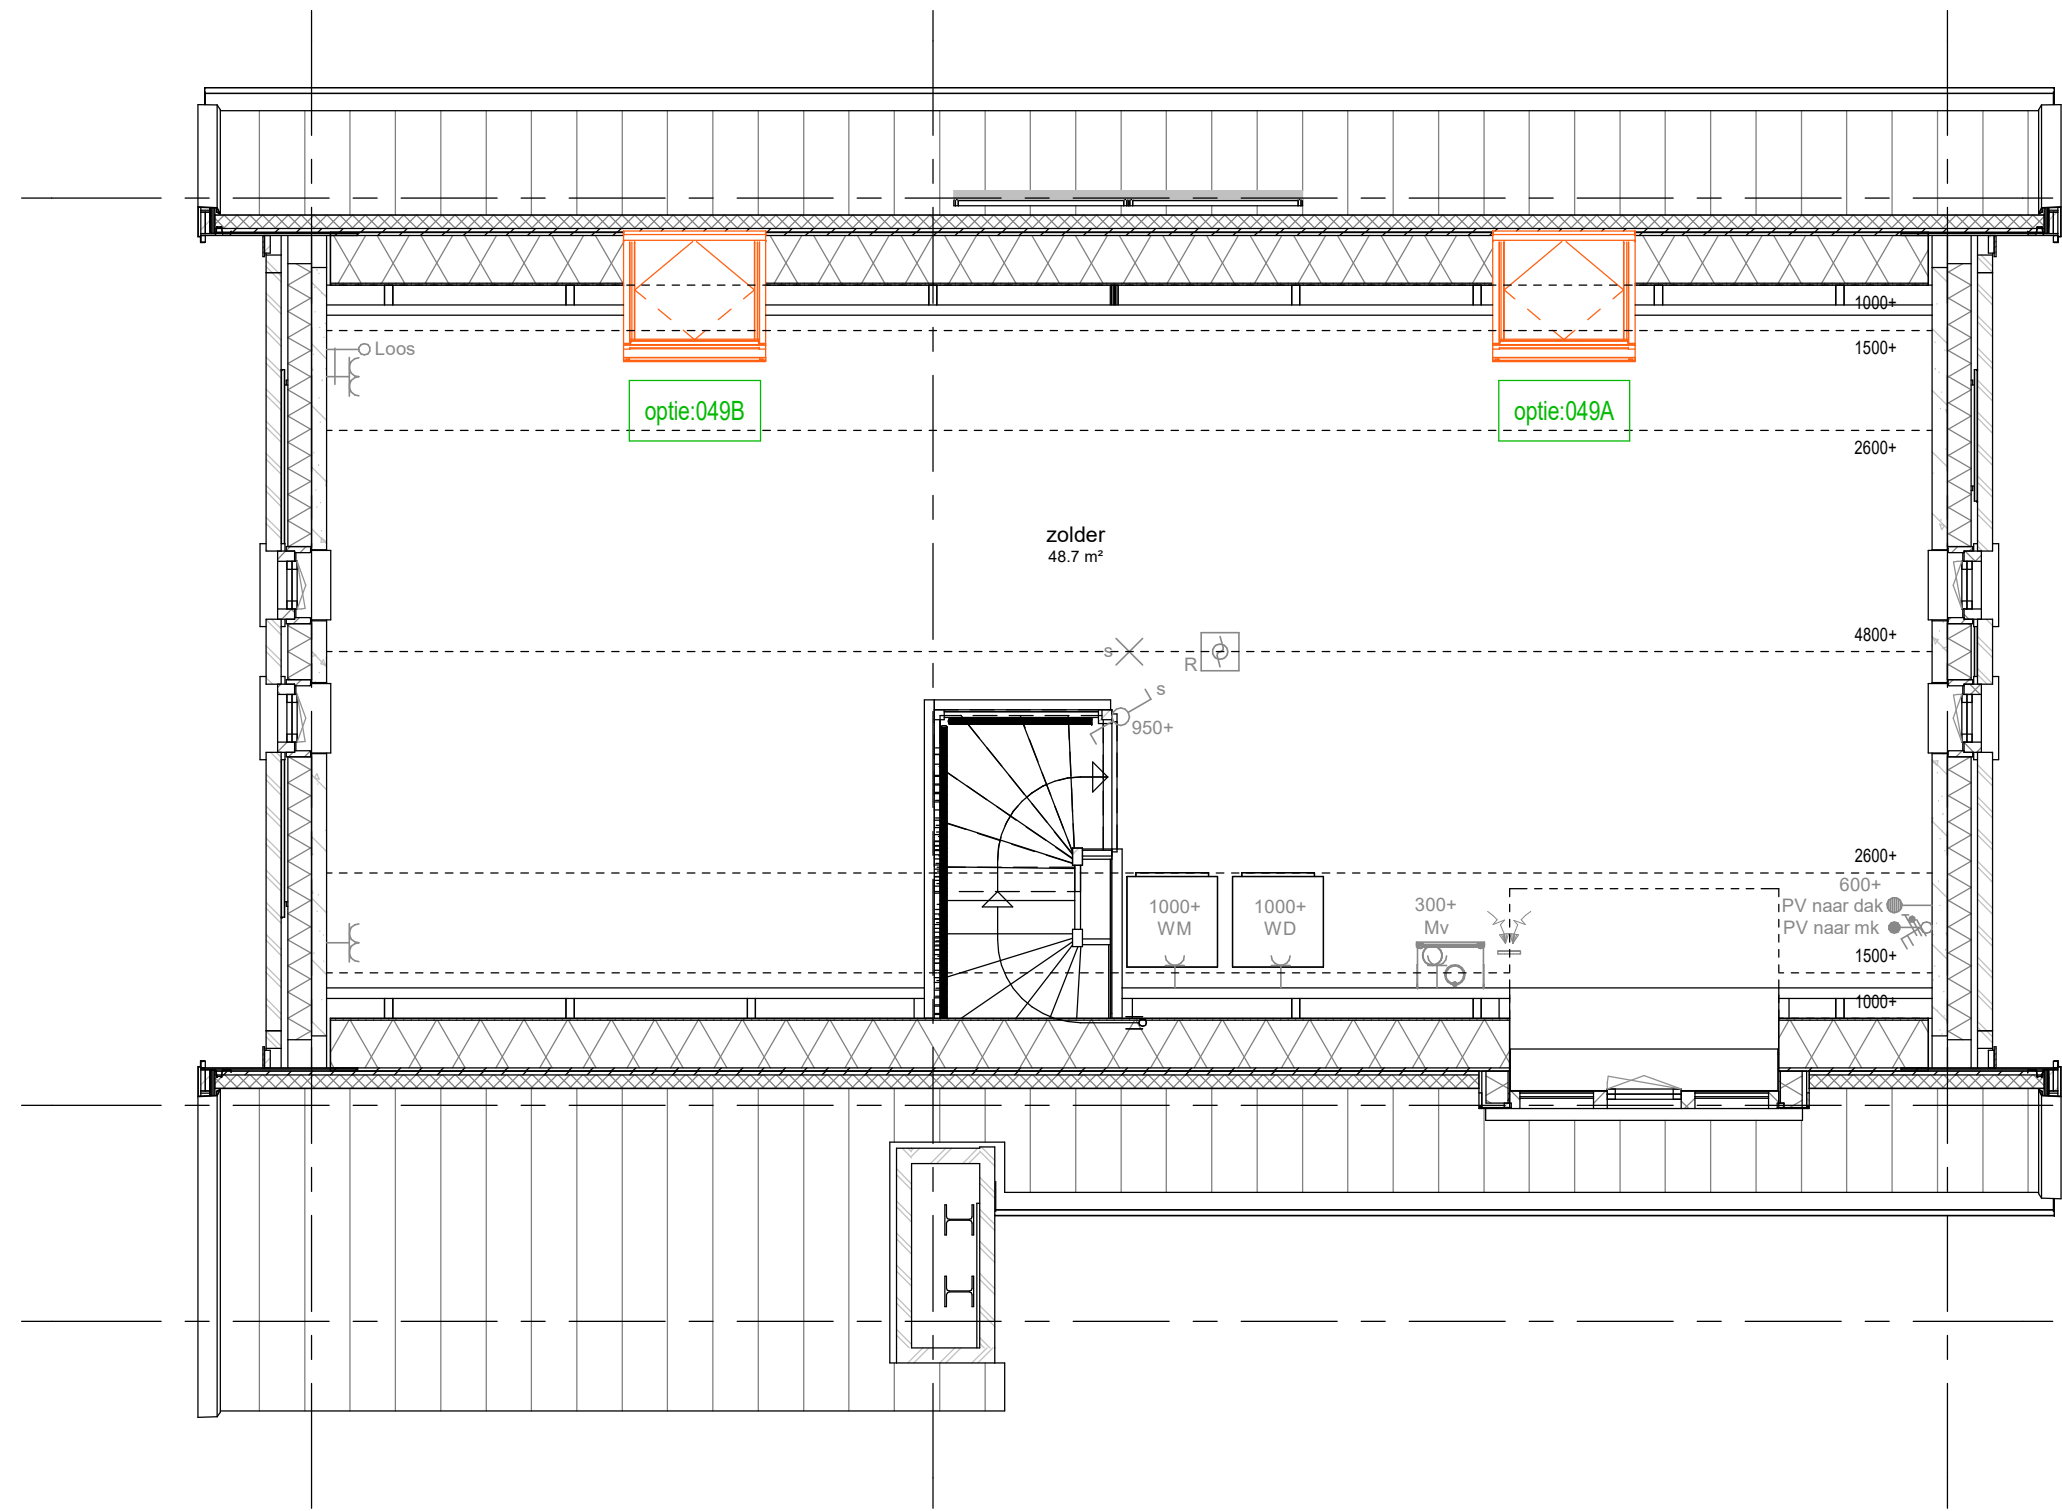 1000+
1500+
Loos
optie:049B
optie:049A
2600+
zolder
48.7 m²
4800+
s
R
s
950+
2600+
600+
1000+
WM
1000+
WD
300+
Mv
PV naar dak
PV naar mk
1500+
1000+